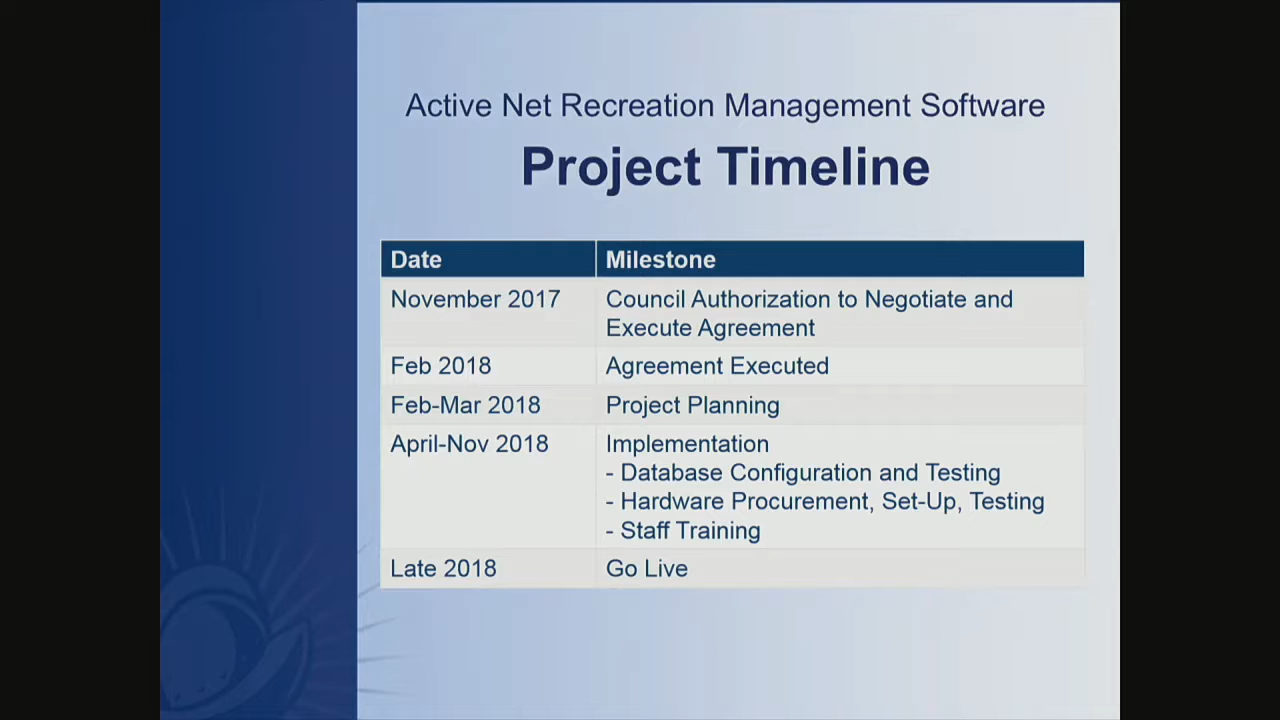 Active Net Recreation Management Software
Project Timeline
Date Milestone
November 2017 Council Authorization to Negotiate and
Execute Agreement
Feb 2018 Agreement Executed
Feb-Mar 2018 Project Planning
April-Nov 2018 Implementation
- Database Configuration and Testing
- Hardware Procurement, Set-Up, Testing
- Staff Training
Late 2018 Go Live